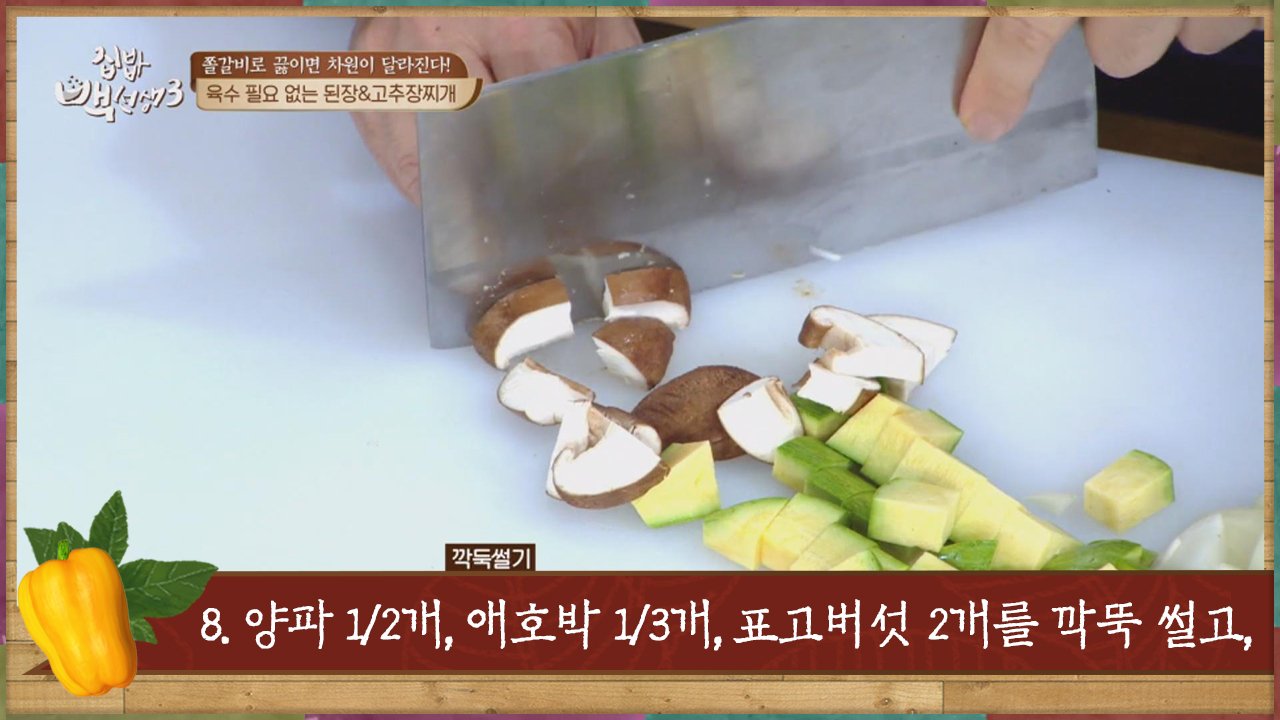 집밥
백선생3
쪽갈비로 끓이면 차원이 달라진다!
육수 필요 없는 된장&고추장찌개
깍둑썰기
8. 양파 1/2개, 애호박 1/3개, 표고버섯 2개를 깍뚝 썰고,